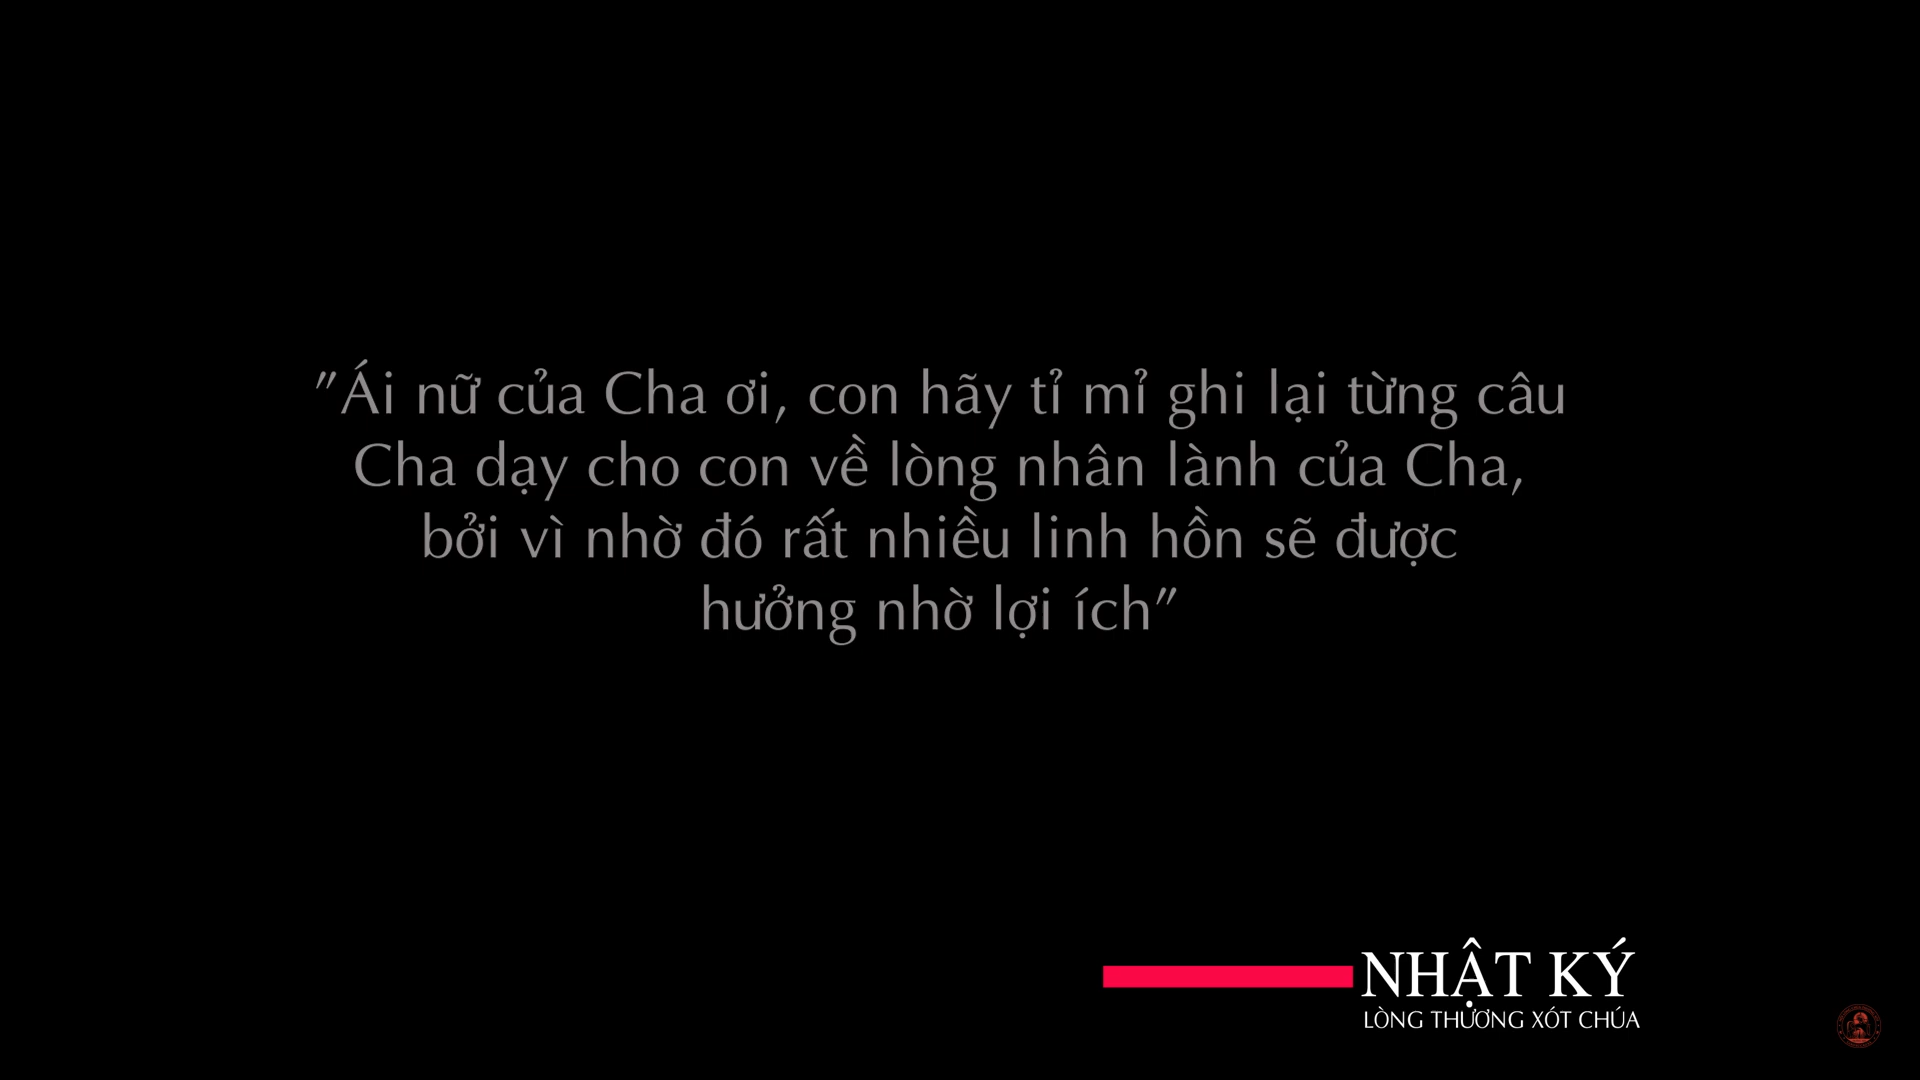 "Ái nữ của Cha ơi, con hãy tỉ mỉ ghi lại từng câu
Cha dạy cho con về lòng nhân lành của Cha,
bởi vì nhờ đó rất nhiều linh hồn sẽ được
hưởng nhờ lợi ích"
NHẬT KÝ
LÒNG THƯƠNG XÓT CHÚA